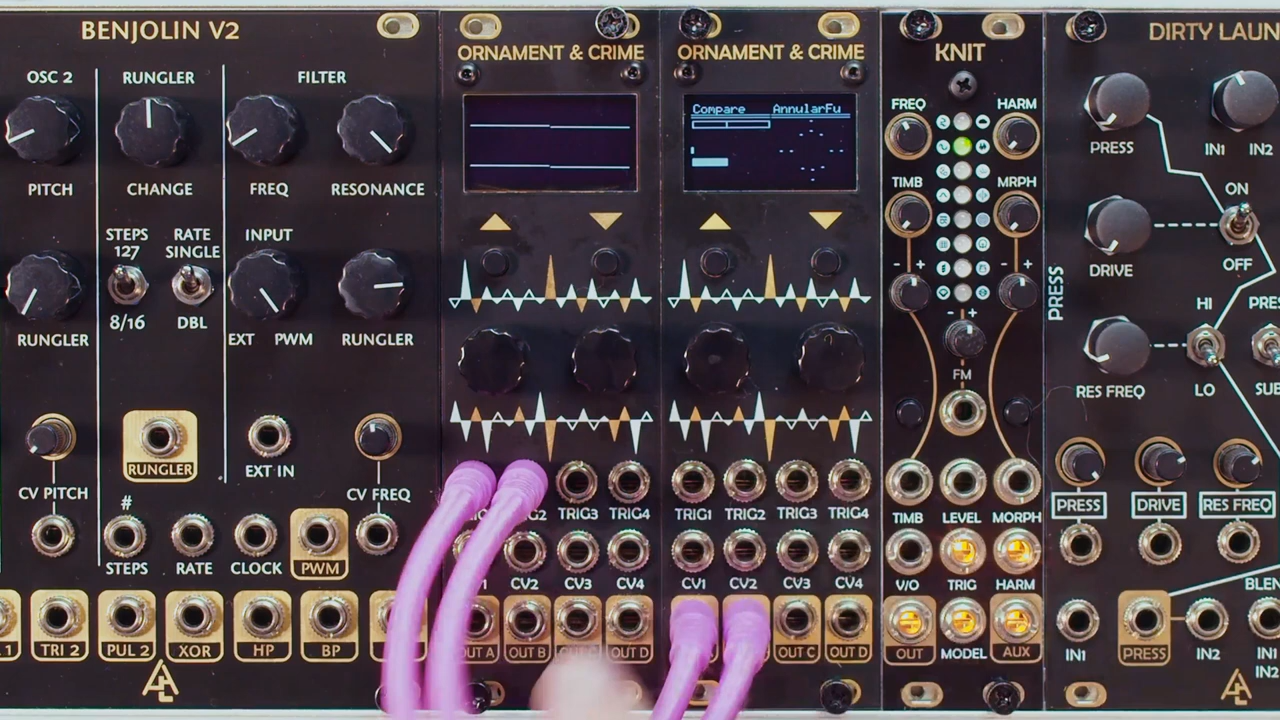 BENJOLIN V2
OSC 2
RUNGLER
FILTER
PITCH
CHANGE
FREQ
RESONANCE
STEPS
127
RATE
SINGLE
INPUT
RUNGLER
8/16
DBL
EXT
PWM
RUNGLER
RUNGLER
EXT IN
CV PITCH
#
CV FREQ
STEPS
RATE
CLOCK
PWM
TRI 2
PUL 2
XOR
HP
BP
ORNAMENT & CRIME
TRIG3
TRIG4
CV2
CV3
CV4
OUT A
OUT B
OUT C
OUT D
ORNAMENT & CRIME
Compare
AnnularFu
TRIG1
TRIG2
TRIG3
TRIG4
CV1
CV2
CV3
CV4
OUT C
OUT D
KNIT
FREQ
HARM
TIMB
MRPH
- +
- +
- +
FM
TIMB
LEVEL
MORPH
V/O
TRIG
HARM
OUT
MODEL
AUX
DIRTY LAUN
PRESS
IN1
IN2
ON
DRIVE
OFF
PRESS
HI
RES FREQ
LO
PRESS
DRIVE
RES FREQ
IN1
PRESS
IN2
IN1
IN2